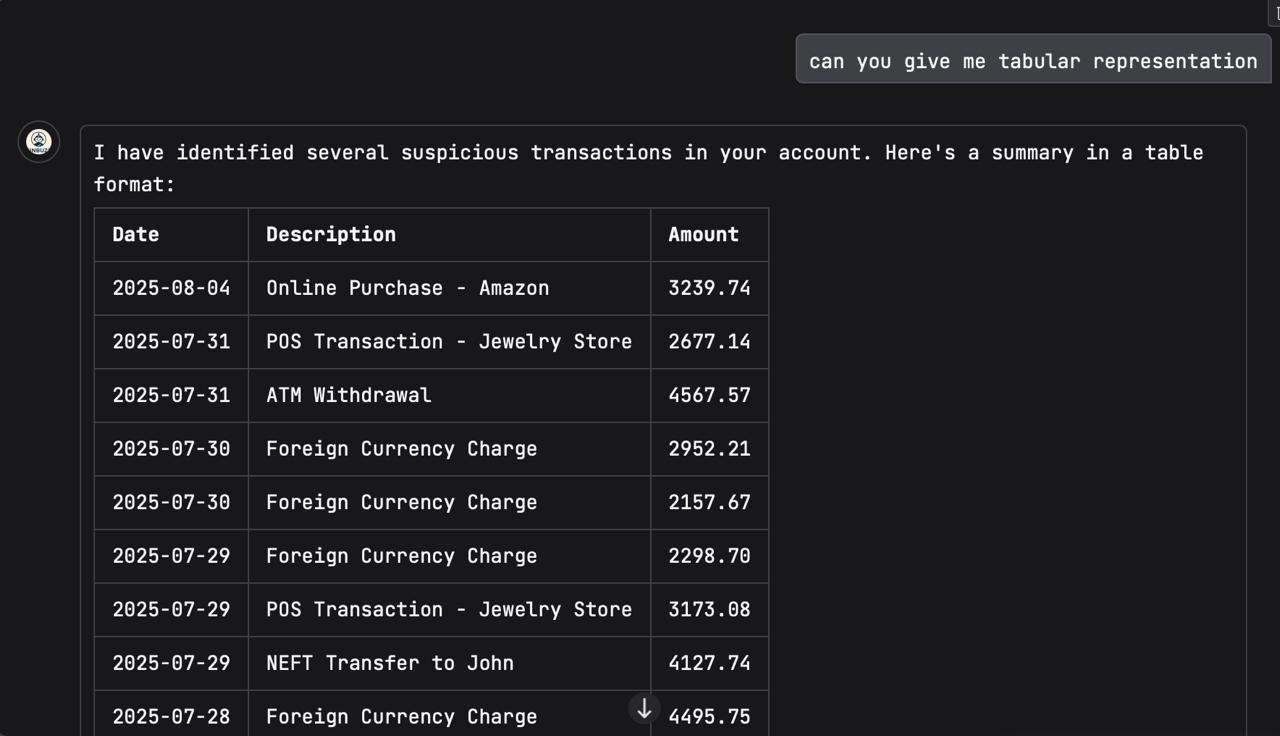 can you give me tabular representation
I have identified several suspicious transactions in your account. Here's a summary in a table
format:
Date Description Amount
2025-08-04 Online Purchase - Amazon 3239.74
2025-07-31 POS Transaction - Jewelry Store 2677.14
2025-07-31 ATM Withdrawal 4567.57
2025-07-30 Foreign Currency Charge 2952.21
2025-07-30 Foreign Currency Charge 2157.67
2025-07-29 Foreign Currency Charge 2298.70
2025-07-29 POS Transaction - Jewelry Store 3173.08
2025-07-29 NEFT Transfer to John 4127.74
2025-07-28 Foreign Currency Charge 4495.75